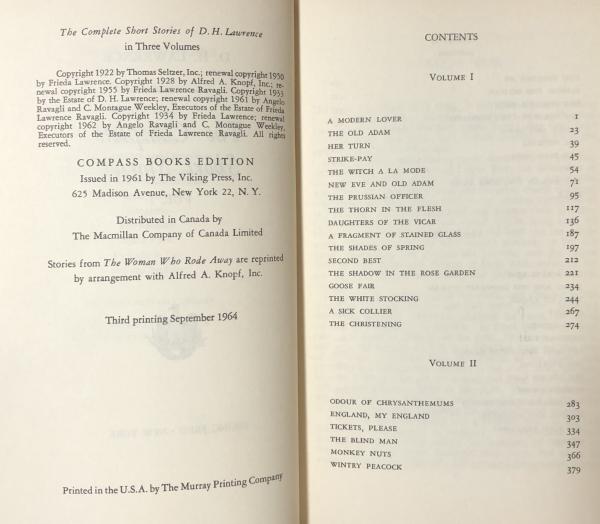 The Complete Short Stories of D. H. Lawrence
in Three Volumes
Copyright 1922 by Thomas Seltzer, Inc.; renewal copyright 1950
by Frieda Lawrence. Copyright 1928 by Alfred A. Knopf, Inc.; re-
newal copyright 1955 by Frieda Lawrence Ravagli. Copyright 1933
by the Estate of D. H. Lawrence; renewal copyright 1961 by Angelo
Ravagli and C. Montague Weekley, Executors of the Estate of Frieda
Lawrence Ravagli. Copyright 1934 by Frieda Lawrence; renewal
copyright 1962 by Angelo Ravagli and C. Montague Weekley,
Executors of the Estate of Frieda Lawrence Ravagli. All rights
reserved.
COMPASS BOOKS EDITION
Issued in 1961 by The Viking Press, Inc.
625 Madison Avenue, New York 22, N. Y.
Distributed in Canada by
The Macmillan Company of Canada Limited
Stories from The Woman Who Rode Away are reprinted
by arrangement with Alfred A. Knopf, Inc.
Third printing September 1964
Printed in the U.S.A. by The Murray Printing Company
CONTENTS
VOLUME I
A MODERN LOVER 1
THE OLD ADAM 23
HER TURN 39
STRIKE-PAY 45
THE WITCH A LA MODE 54
NEW EVE AND OLD ADAM 71
THE PRUSSIAN OFFICER 95
THE THORN IN THE FLESH 117
DAUGHTERS OF THE VICAR 136
A FRAGMENT OF STAINED GLASS 187
THE SHADES OF SPRING 197
SECOND BEST 212
THE SHADOW IN THE ROSE GARDEN 221
GOOSE FAIR 234
THE WHITE STOCKING 244
A SICK COLLIER 267
THE CHRISTENING 274
VOLUME II
ODOUR OF CHRYSANTHEMUMS 283
ENGLAND, MY ENGLAND 303
TICKETS, PLEASE 334
THE BLIND MAN 347
MONKEY NUTS 366
WINTRY PEACOCK 379